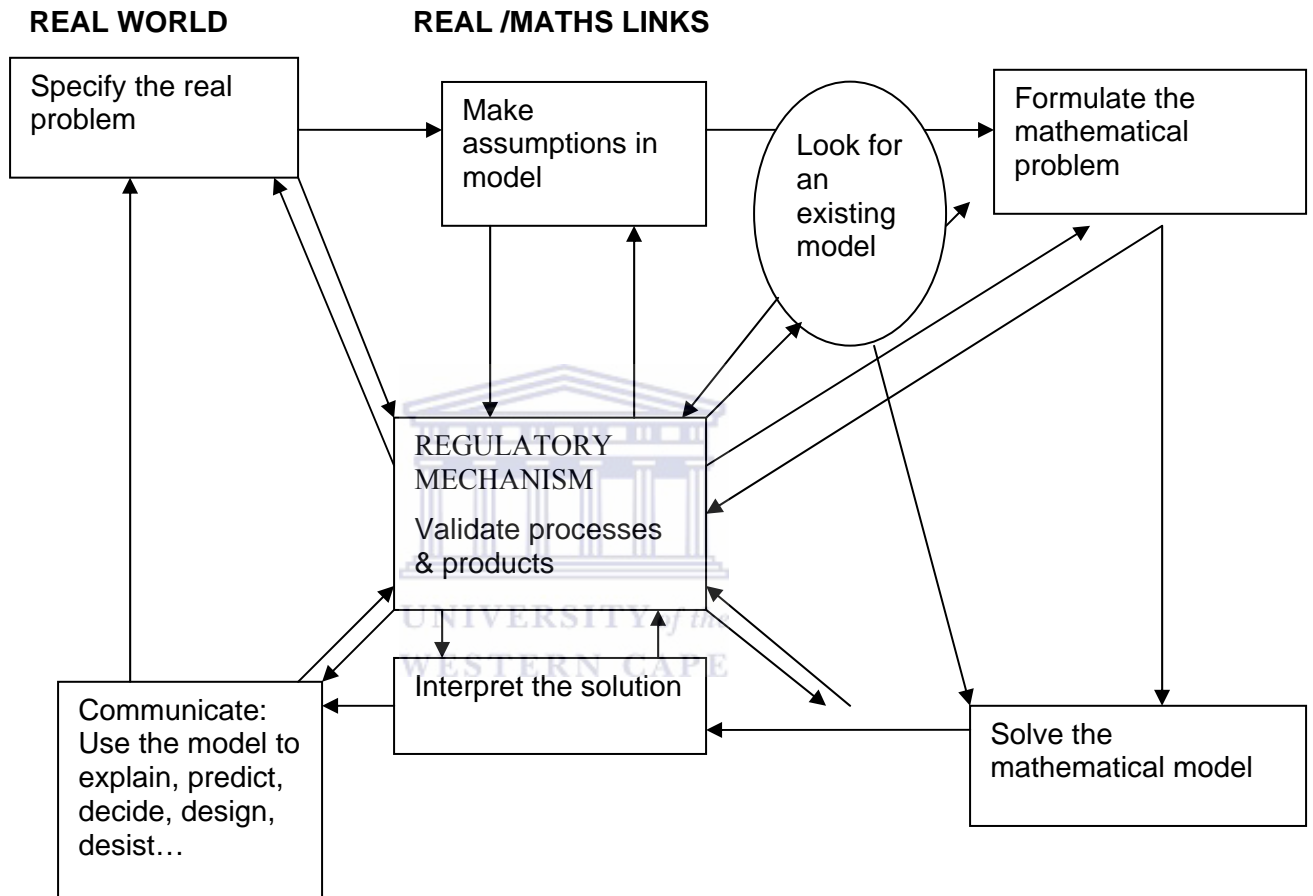 REAL WORLD
REAL /MATHS LINKS
Specify the real
problem
Make
assumptions in
model
Look for
an
existing
model
Formulate the
mathematical
problem
REGULATORY
MECHANISM
Validate processes
& products
UNIVERSITY of the
WESTERN CAPE
Interpret the solution
Communicate:
Use the model to
explain, predict,
decide, design,
desist…
Solve the
mathematical model